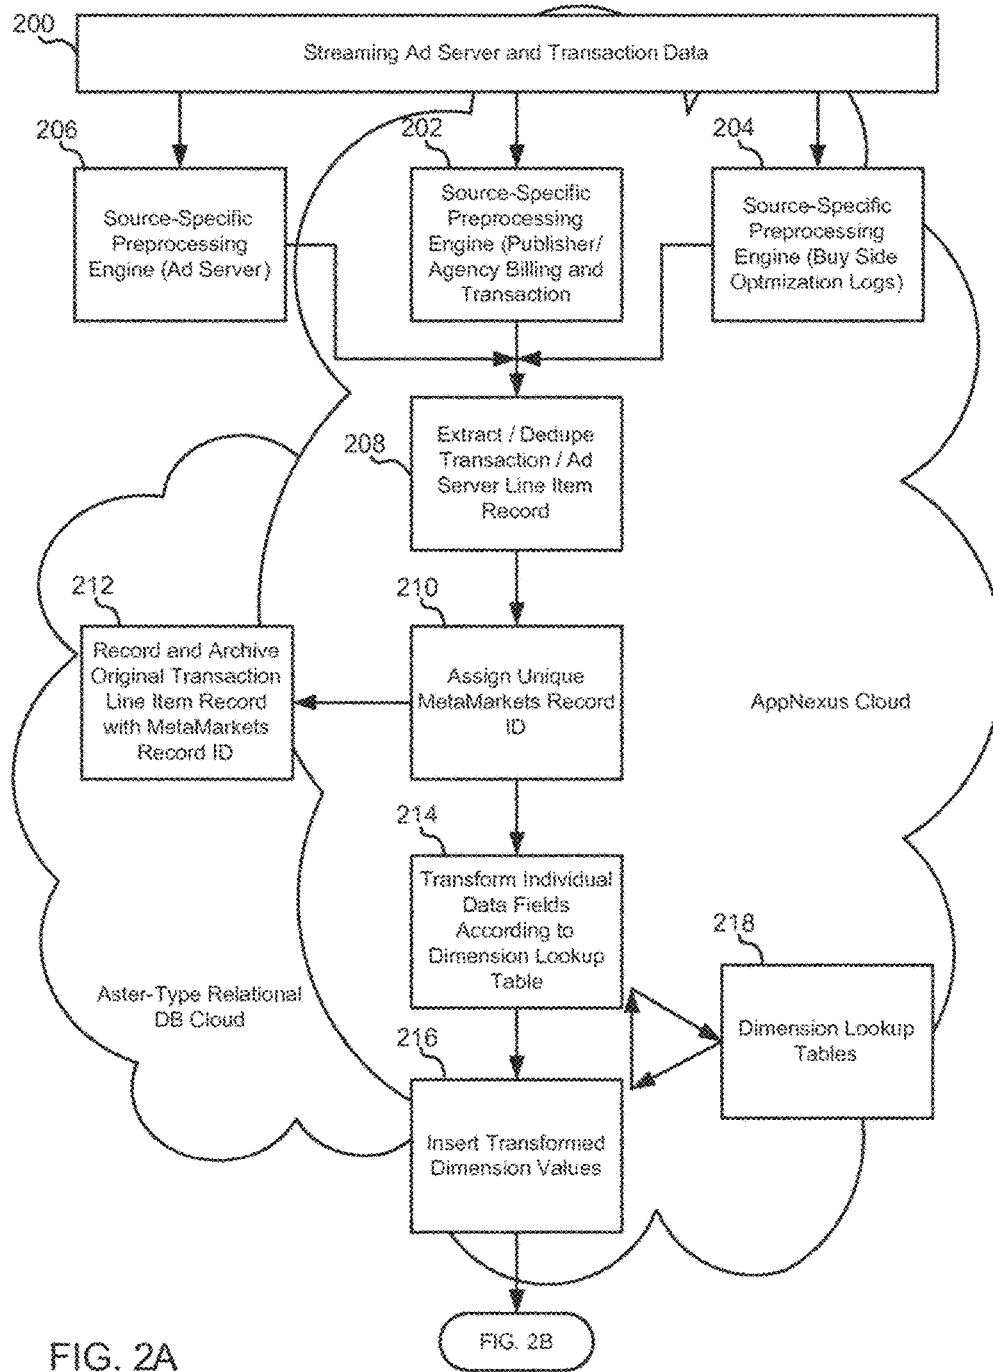 200
Streaming Ad Server and Transaction Data
206
202
204
Source-Specific
Preprocessing
Engine (Ad Server)
Source-Specific
Preprocessing
Engine (Publisher/
Agency Billing and
Transaction
Source-Specific
Preprocessing
Engine (Buy Side
Optmization Logs)
208
Extract / Dedupe
Transaction / Ad
Server Line Item
Record
212
210
Record and Archive
Original Transaction
Line Item Record
with MetaMarkets
Record ID
Assign Unique
MetaMarkets Record
ID
AppNexus Cloud
214
Transform Individual
Data Fields
According to
Dimension Lookup
Table
218
Aster-Type Relational
DB Cloud
Dimension Lookup
Tables
216
Insert Transformed
Dimension Values
FIG. 2B
FIG. 2A